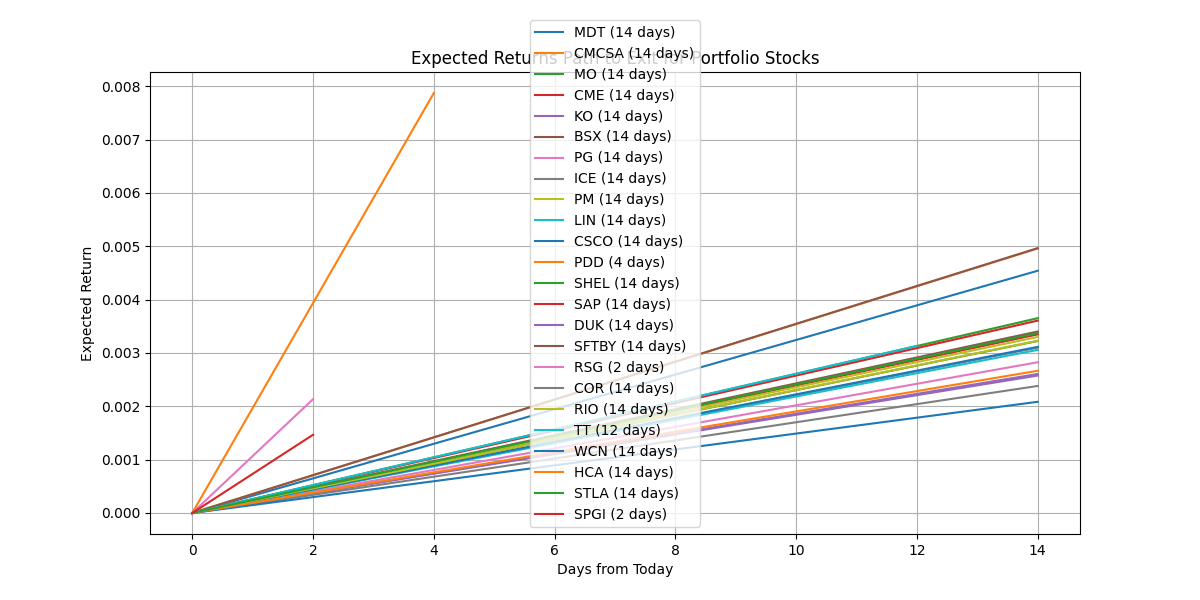 Expected Returns Path to Exit for Portfolio Stocks
MDT (14 days)
CMCSA (14 days)
MO (14 days)
CME (14 days)
KO (14 days)
BSX (14 days)
PG (14 days)
ICE (14 days)
PM (14 days)
LIN (14 days)
CSCO (14 days)
PDD (4 days)
SHEL (14 days)
SAP (14 days)
DUK (14 days)
SFTBY (14 days)
RSG (2 days)
COR (14 days)
RIO (14 days)
TT (12 days)
WCN (14 days)
HCA (14 days)
STLA (14 days)
SPGI (2 days)
Expected Return
0.008
0.007
0.006
0.005
0.004
0.003
0.002
0.001
0.000
0 2 4 6 8 10 12 14
Days from Today